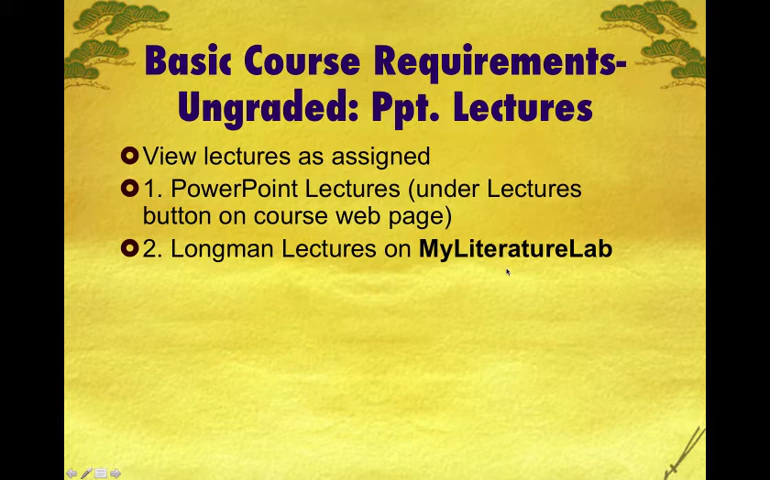 Basic Course Requirements-
Ungraded: Ppt. Lectures
View lectures as assigned
1. PowerPoint Lectures (under Lectures
button on course web page)
2. Longman Lectures on MyLiteratureLab